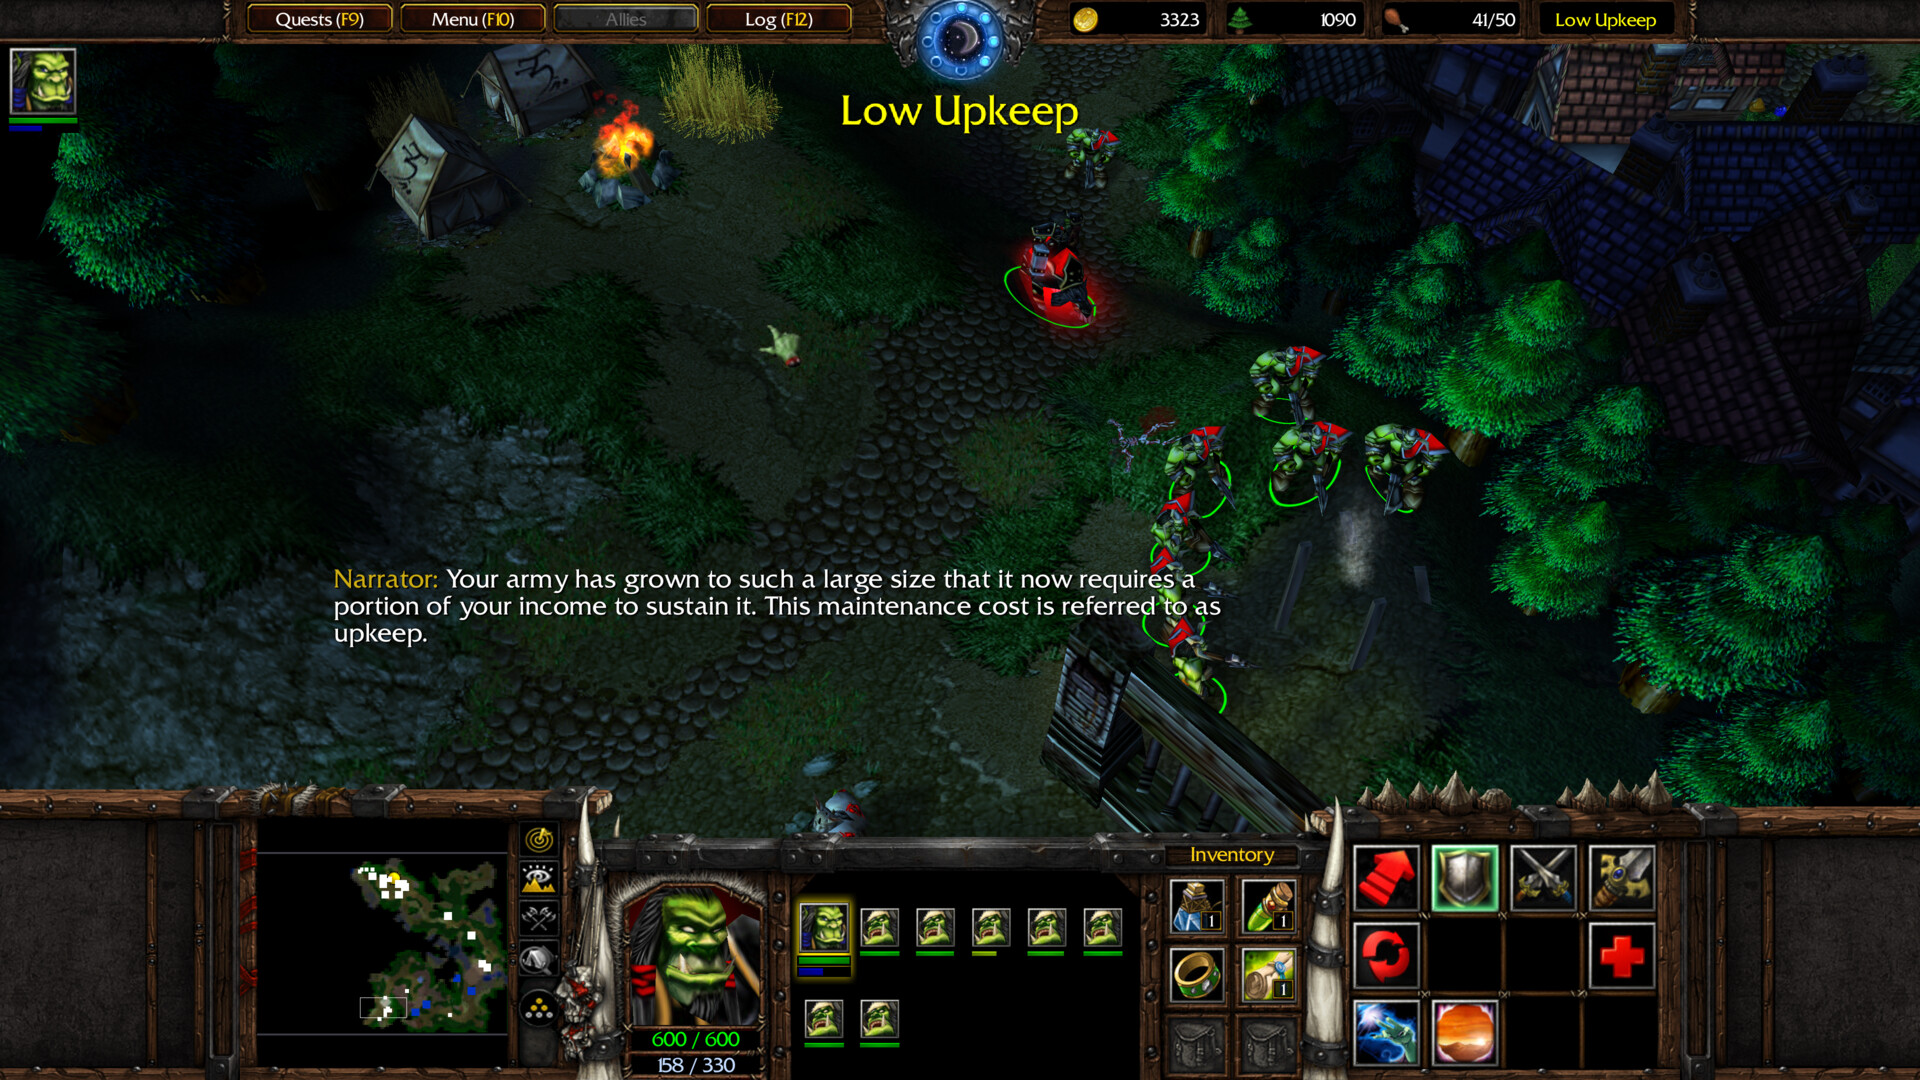 Quests (F9) Menu (F10) Allies Log (F12) 3323 1090 41/50 Low Upkeep
Low Upkeep
Narrator: Your army has grown to such a large size that it now requires a
portion of your income to sustain it. This maintenance cost is referred to as
upkeep.
Inventory
1 1
1
600 / 600
158 / 330